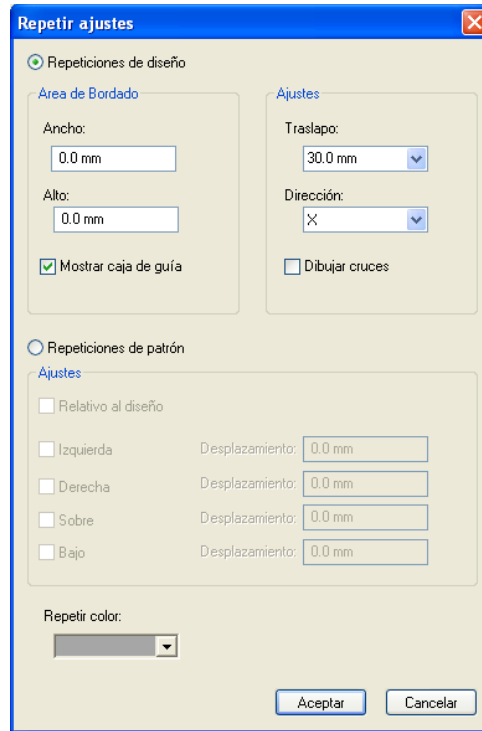 Repetir ajustes
Repeticiones de diseño
Area de Bordado
Ancho:
0.0 mm
Alto:
0.0 mm
Mostrar caja de guía
Ajustes
Traslapo:
30.0 mm
Dirección:
X
Dibujar cruces
Repeticiones de patrón
Ajustes
Relativo al diseño
Izquierda Desplazamiento: 0.0 mm
Derecha Desplazamiento: 0.0 mm
Sobre Desplazamiento: 0.0 mm
Bajo Desplazamiento: 0.0 mm
Repetir color:
Aceptar Cancelar